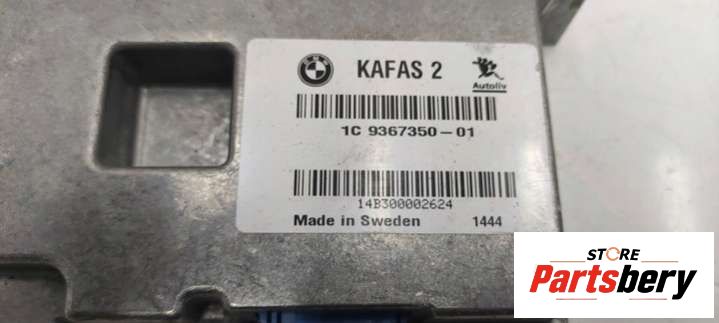 KAFAS 2
Autoliv
1C 9367350-01
14B300002624
Made in Sweden 1444
STORE
Partsbery